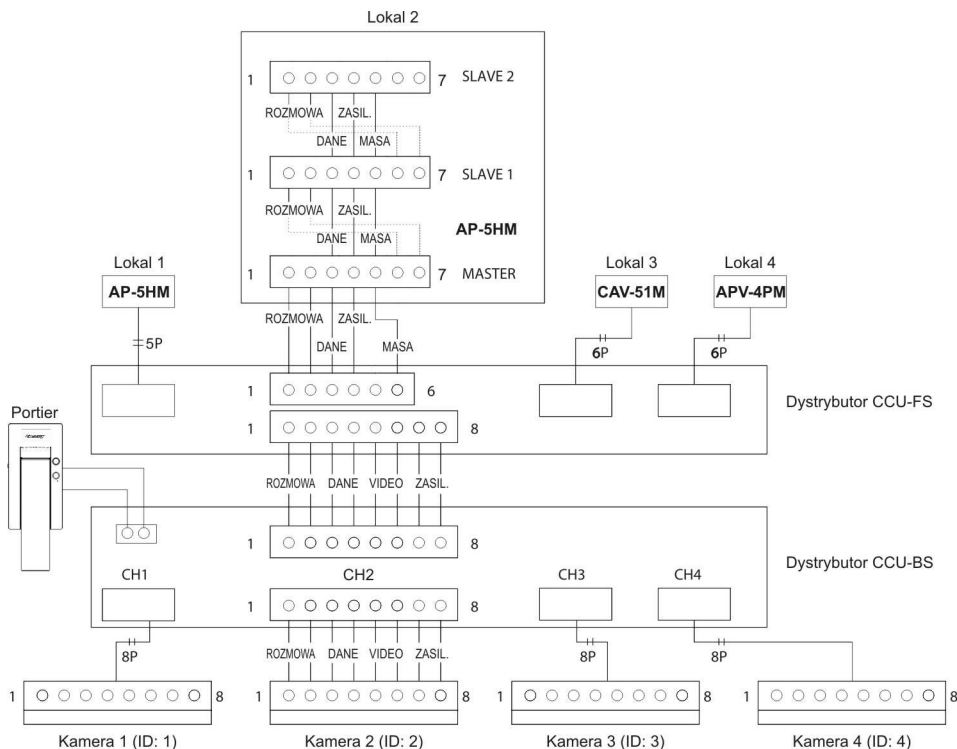 Lokal 2
1 7 SLAVE 2
ROZMOWA ZASIL.
DANE MASA
1 7 SLAVE 1
ROZMOWA ZASIL.
DANE MASA
AP-5HM
1 7 MASTER
Lokal 1
AP-5HM
Lokal 3
CAV-51M
Lokal 4
APV-4PM
ROZMOWA ZASIL.
DANE MASA
5P
6P
6P
1 6
Dystrybutor CCU-FS
Portier
1 8
ROZMOWA DANE VIDEO ZASIL.
1 8
Dystrybutor CCU-BS
CH1 CH2 CH3 CH4
1 8
ROZMOWA DANE VIDEO ZASIL.
8P 8P 8P
1 8 1 8 1 8 1 8
Kamera 1 (ID: 1) Kamera 2 (ID: 2) Kamera 3 (ID: 3) Kamera 4 (ID: 4)